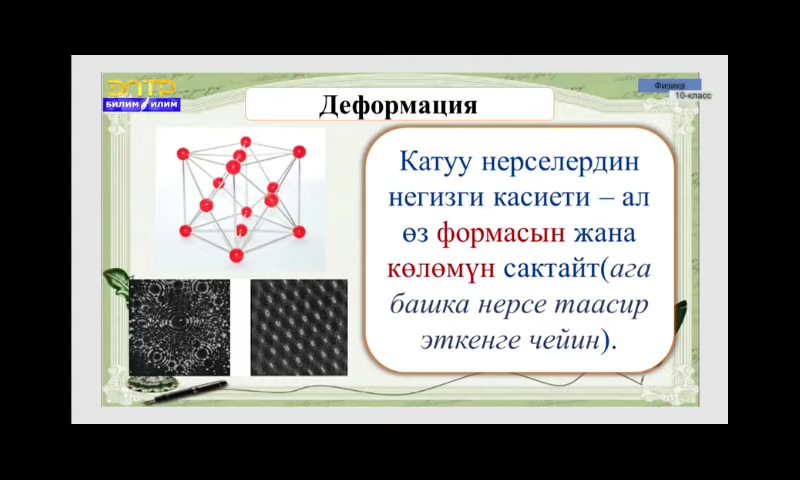 ЭЛТР
БИЛИМ ИЛИМ
Физика
10-класс
Деформация
Катуу нерселердин
негизги касиети – ал
өз формасын жана
көлөмүн сактайт(ага
башка нерсе таасир
эткенге чейин).